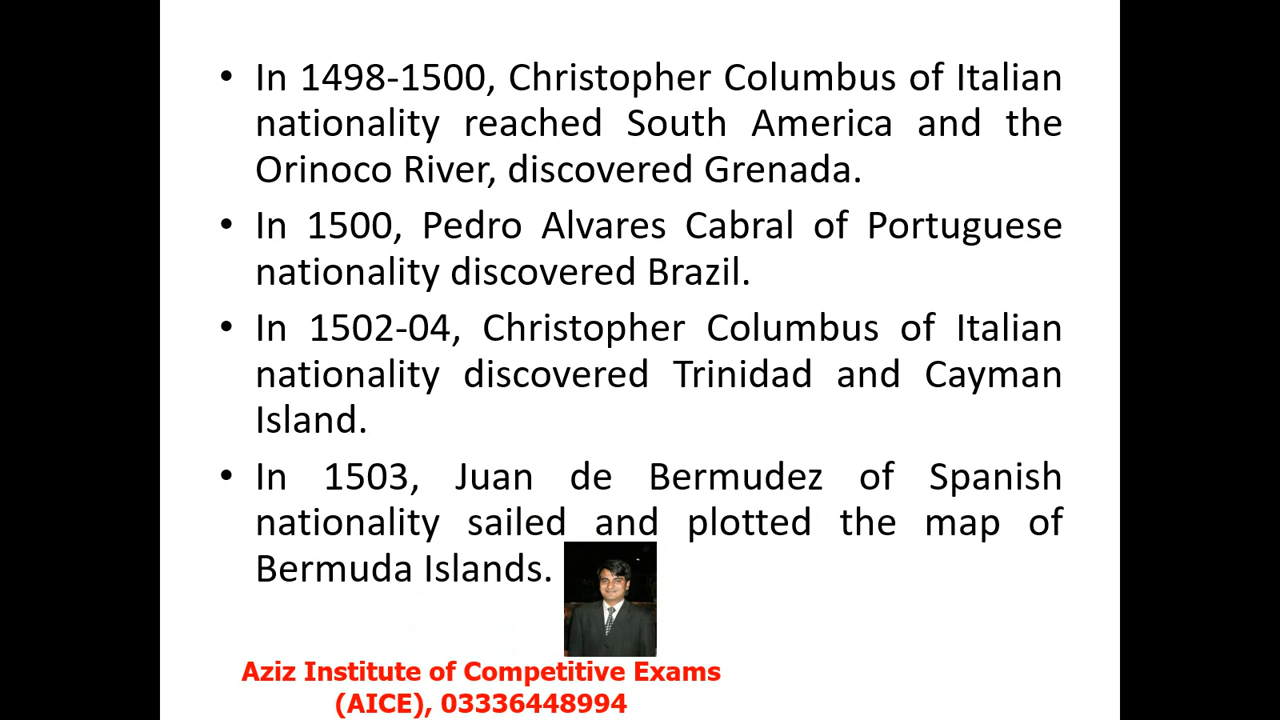 • In 1498-1500, Christopher Columbus of Italian
nationality reached South America and the
Orinoco River, discovered Grenada.
• In 1500, Pedro Alvares Cabral of Portuguese
nationality discovered Brazil.
• In 1502-04, Christopher Columbus of Italian
nationality discovered Trinidad and Cayman
Island.
• In 1503, Juan de Bermudez of Spanish
nationality sailed and plotted the map of
Bermuda Islands.
Aziz Institute of Competitive Exams
(AICE), 03336448994